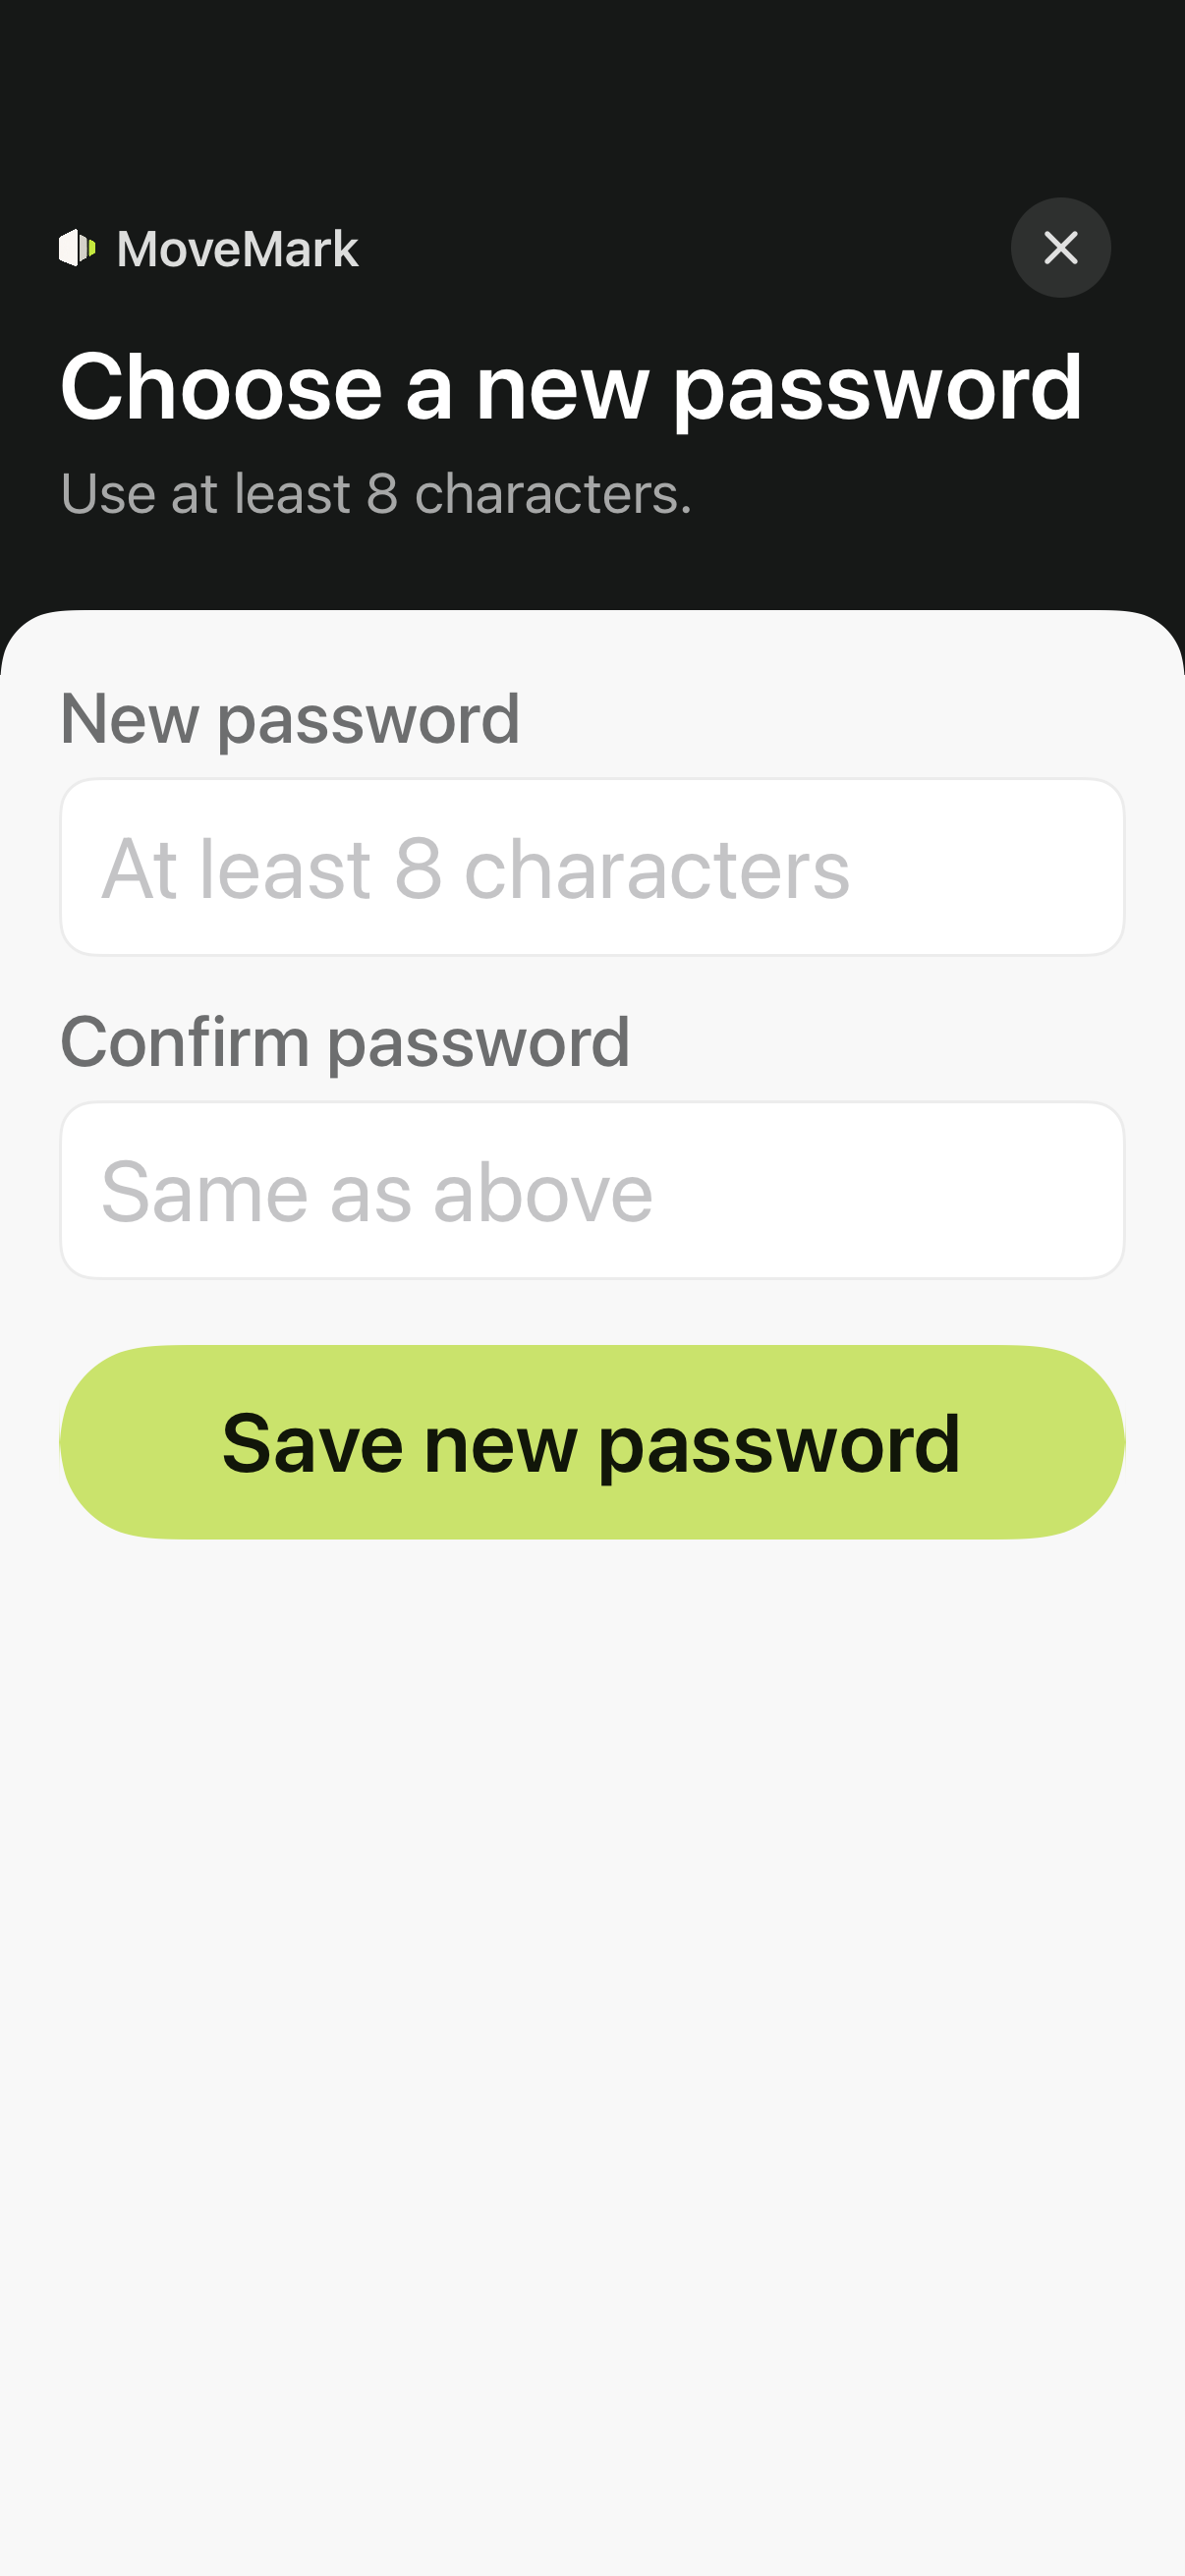 MoveMark
Choose a new password
Use at least 8 characters.
New password
At least 8 characters
Confirm password
Same as above
Save new password